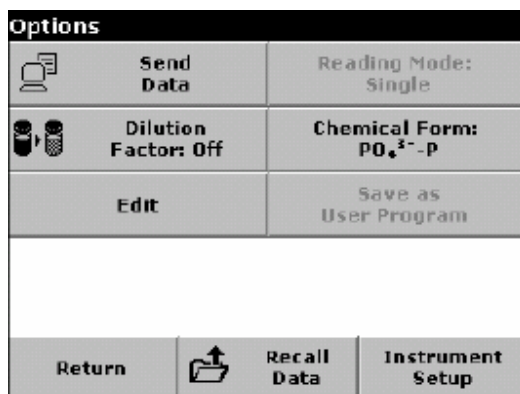 Options
Send
Data
Reading Mode:
Single
Dilution
Factor: Off
Chemical Form:
PO₄³⁻-P
Edit
Save as
User Program
Return
Recall
Data
Instrument
Setup